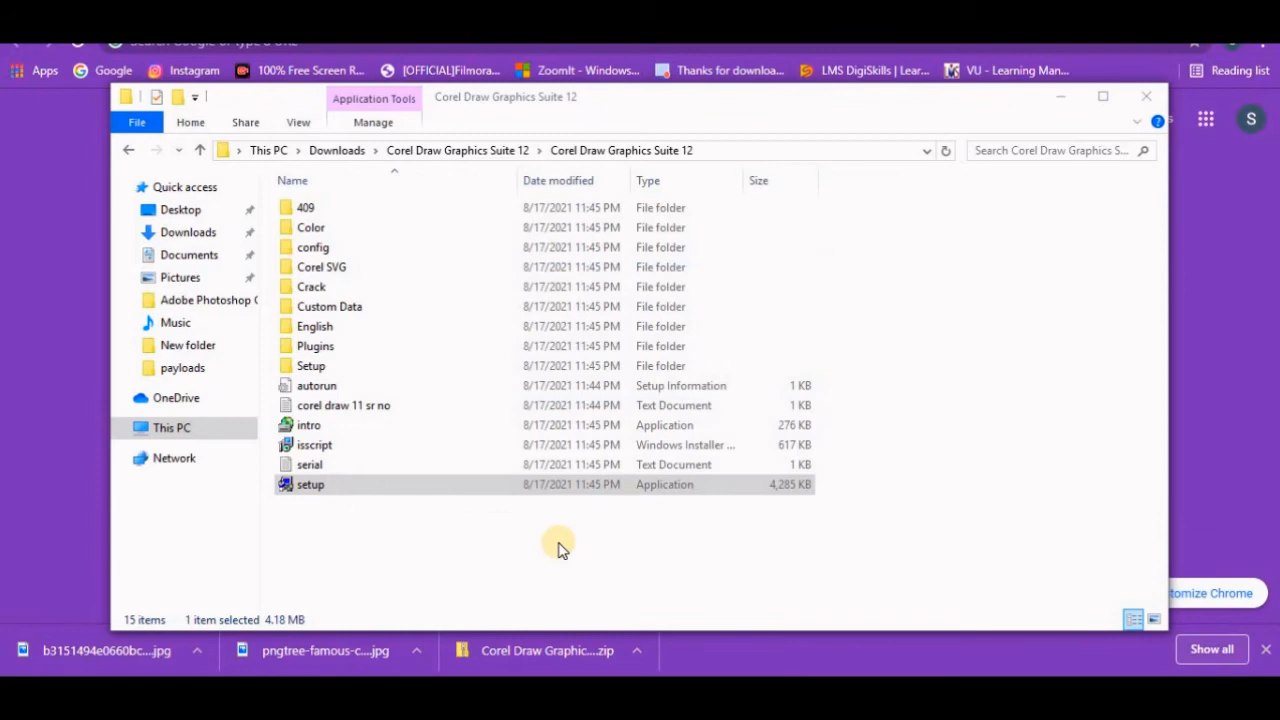 Apps Google Instagram 100% Free Screen R... [OFFICIAL]Filmora... ZoomIt - Windows... Thanks for downloa... LMS DigiSkills | Lear... VU - Learning Man... Reading list
Application Tools Corel Draw Graphics Suite 12
File Home Share View Manage
This PC > Downloads > Corel Draw Graphics Suite 12 > Corel Draw Graphics Suite 12 Search Corel Draw Graphics S...
S
Name Date modified Type Size
Quick access
Desktop
Downloads
Documents
Pictures
Adobe Photoshop C
Music
New folder
payloads
OneDrive
This PC
Network
409 8/17/2021 11:45 PM File folder
Color 8/17/2021 11:45 PM File folder
config 8/17/2021 11:45 PM File folder
Corel SVG 8/17/2021 11:45 PM File folder
Crack 8/17/2021 11:45 PM File folder
Custom Data 8/17/2021 11:45 PM File folder
English 8/17/2021 11:45 PM File folder
Plugins 8/17/2021 11:45 PM File folder
Setup 8/17/2021 11:45 PM File folder
autorun 8/17/2021 11:44 PM Setup Information 1 KB
corel draw 11 sr no 8/17/2021 11:44 PM Text Document 1 KB
intro 8/17/2021 11:45 PM Application 276 KB
isscript 8/17/2021 11:45 PM Windows Installer ... 617 KB
serial 8/17/2021 11:45 PM Text Document 1 KB
setup 8/17/2021 11:45 PM Application 4,285 KB
tomize Chrome
15 items 1 item selected 4.18 MB
b3151494e0660bc....jpg pngtree-famous-c....jpg Corel Draw Graphic....zip Show all